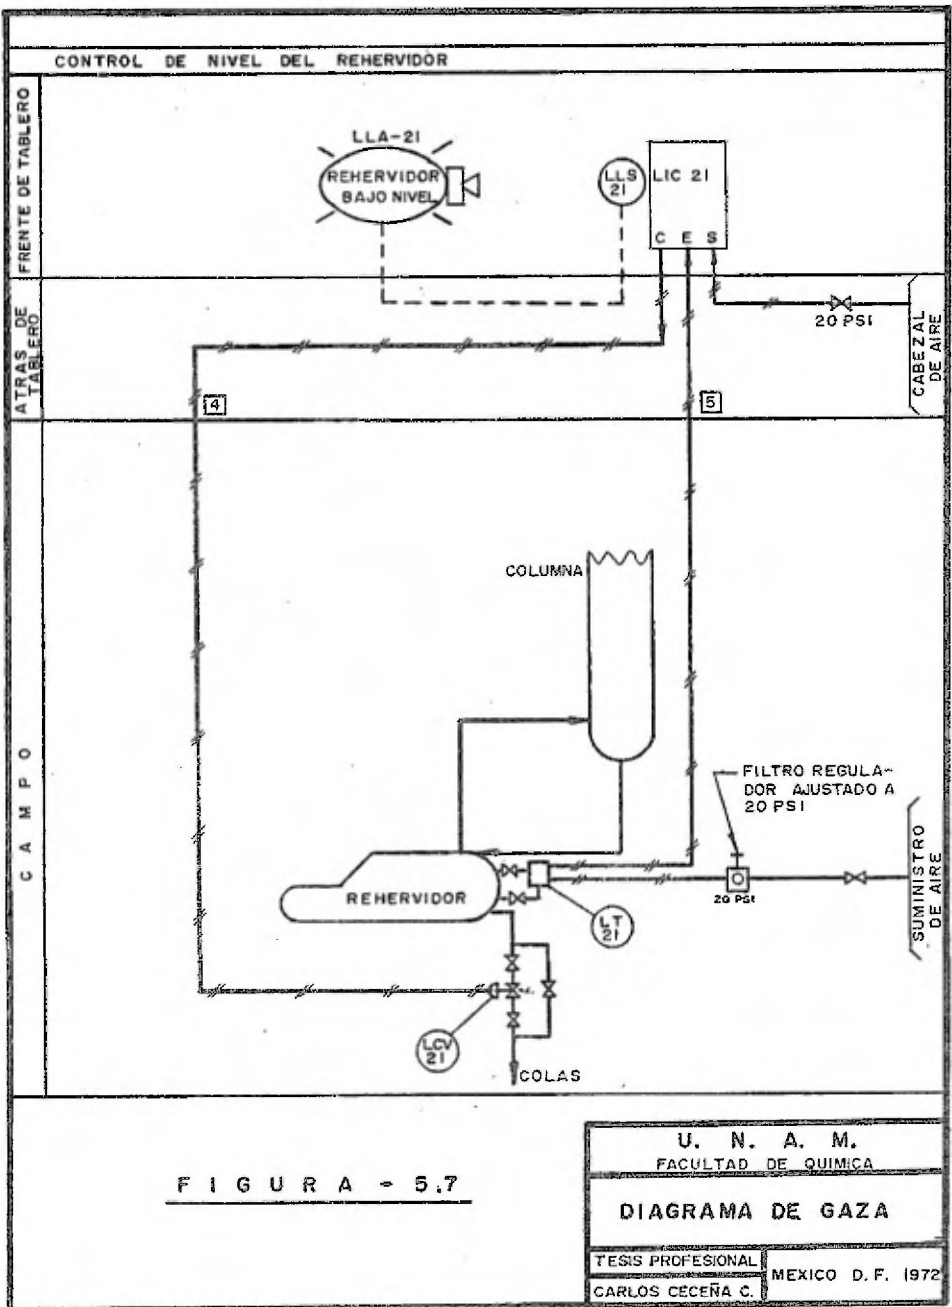 CONTROL DE NIVEL DEL REHERVIDOR
FRENTE DE TABLERO
LLA-21
REHERVIDOR
BAJO NIVEL
LLS
21
LIC 21
C E S
ATRAS DE
TABLERO
20 PSI
CABEZAL
DE AIRE
4
5
CAMPO
COLUMNA
FILTRO REGULA-
DOR AJUSTADO A
20 PSI
REHERVIDOR
LT
21
20 PSI
SUMINISTRO
DE AIRE
LCV
21
COLAS
FIGURA - 5.7
U. N. A. M.
FACULTAD DE QUIMICA
DIAGRAMA DE GAZA
TESIS PROFESIONAL
CARLOS CECEÑA C.
MEXICO D. F. 1972